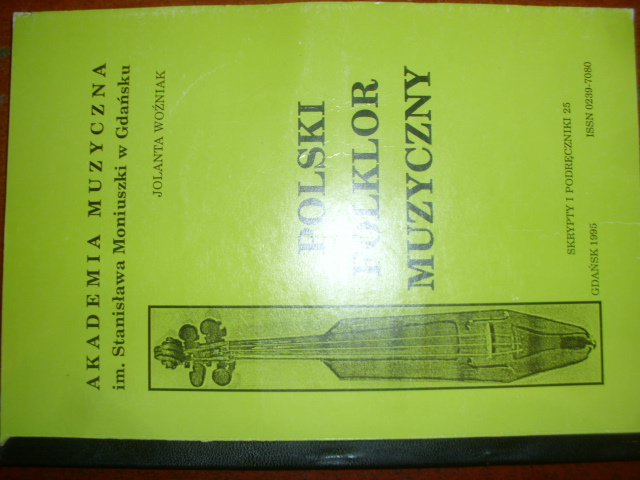 AKADEMIA MUZYCZNA
im. Stanisława Moniuszki w Gdańsku
JOLANTA WOŹNIAK
POLSKI
FOLKLOR
MUZYCZNY
SKRYPTY I PODRĘCZNIKI 25
GDAŃSK 1995
ISSN 0239-7080